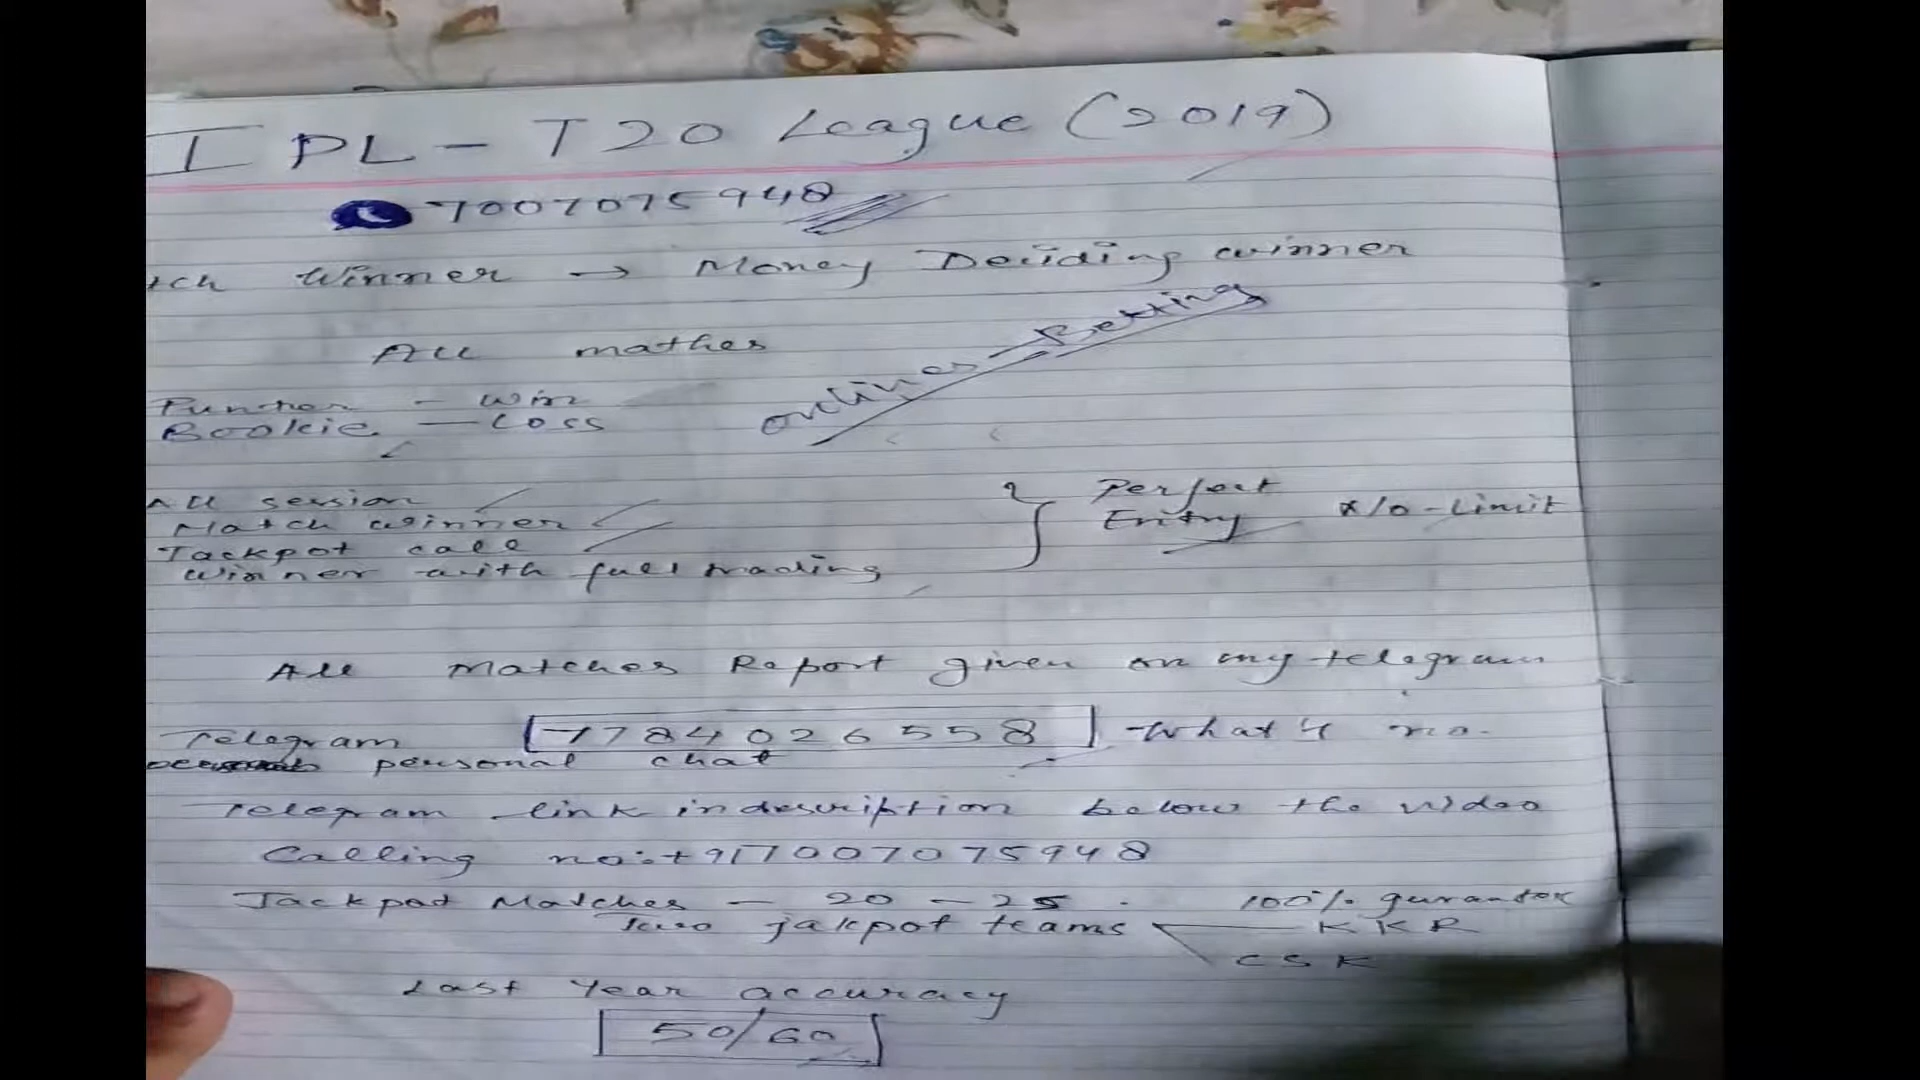 IPL - T20 League (2019)
7007075948
tch Winner → Money Deciding winner
onlines Betting
All mathes
Punter - win
Bookie - Loss
All session
Match winner
Jackpot call
winner with full trading
Perfect
Entry
*/0-Limit
All Matches Report given on my telegram
Telegram [7784026558] - What's no.
personal chat
Telegram link in description below the video
Calling no:+917007075948
Jackpot Matches - 20 - 25 . 100% gurantee
Two jakpot teams KKR
CSK
Last Year accuracy
50/60